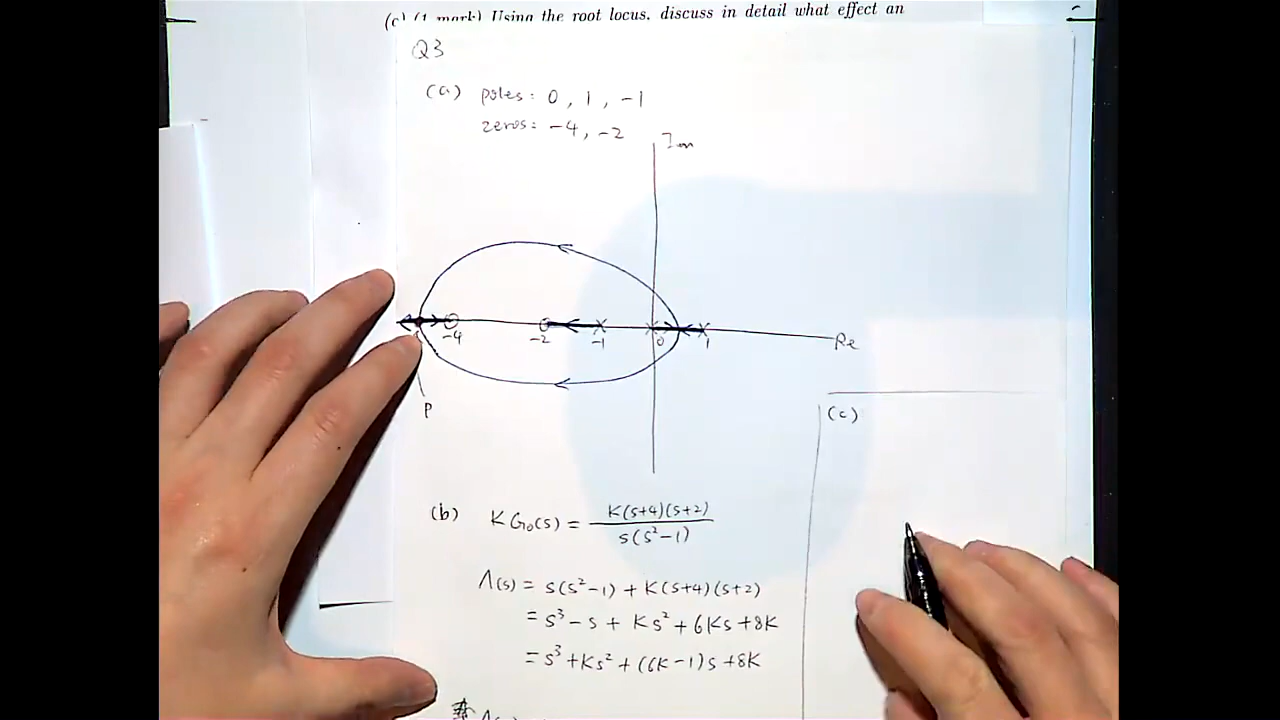 (c) (1 mark) Using the root locus, discuss in detail what effect an
Q3
(a) poles: 0, 1, -1
zeros: -4, -2
Im
-4 -2 -1 0 1 Re
P
(c)
(b) KG₀(s) = K(s+4)(s+2) / s(s²-1)
Λ(s) = s(s²-1) + K(s+4)(s+2)
= s³ - s + Ks² + 6Ks + 8K
= s³ + Ks² + (6K-1)s + 8K